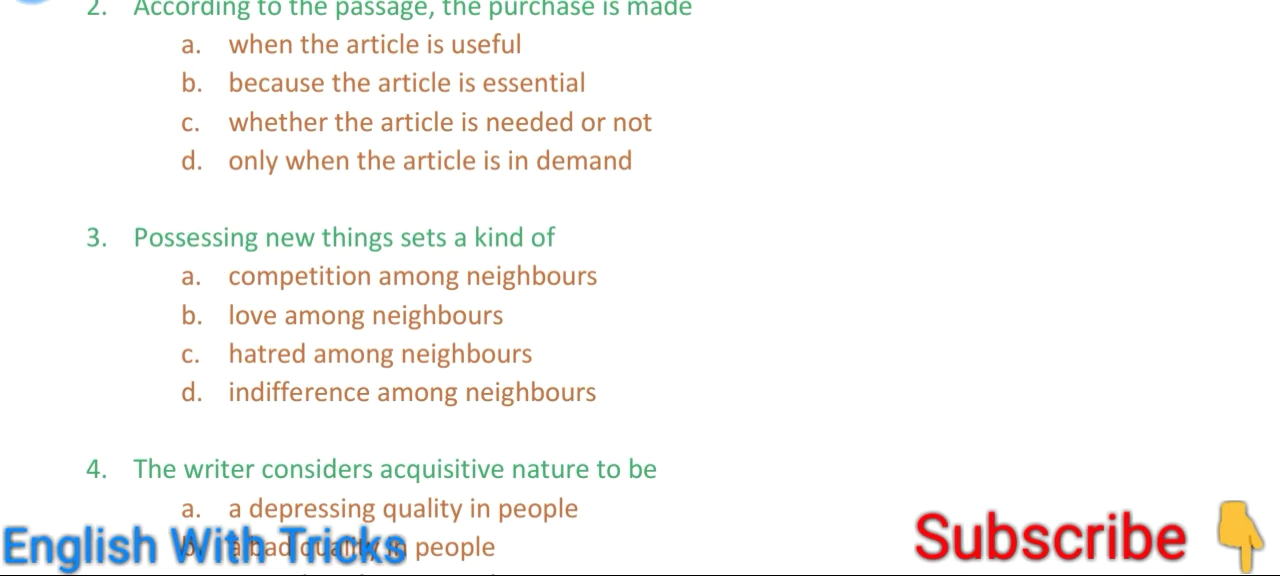 2. According to the passage, the purchase is made
a. when the article is useful
b. because the article is essential
c. whether the article is needed or not
d. only when the article is in demand
3. Possessing new things sets a kind of
a. competition among neighbours
b. love among neighbours
c. hatred among neighbours
d. indifference among neighbours
4. The writer considers acquisitive nature to be
a. a depressing quality in people
b. a bad quality in people
English With Tricks
Subscribe